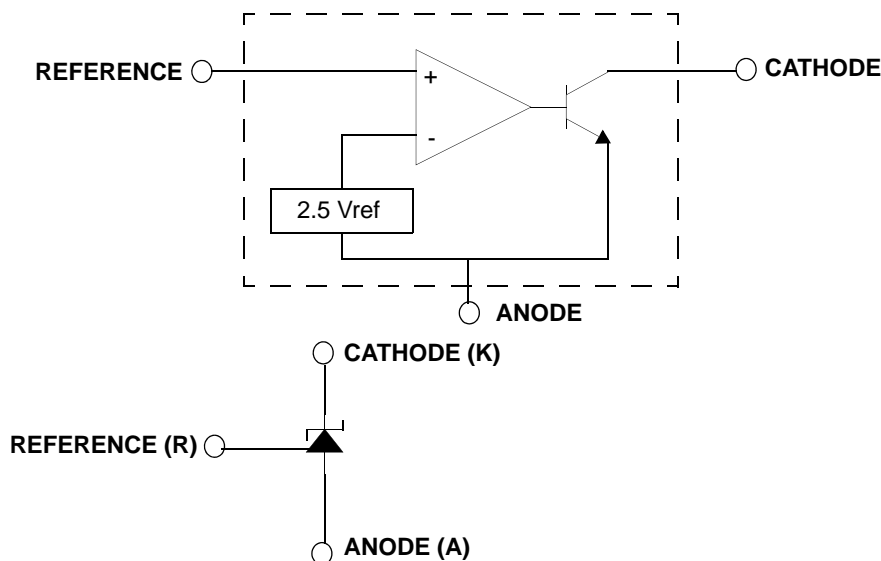 REFERENCE
CATHODE
+
-
2.5 Vref
ANODE
CATHODE (K)
REFERENCE (R)
ANODE (A)